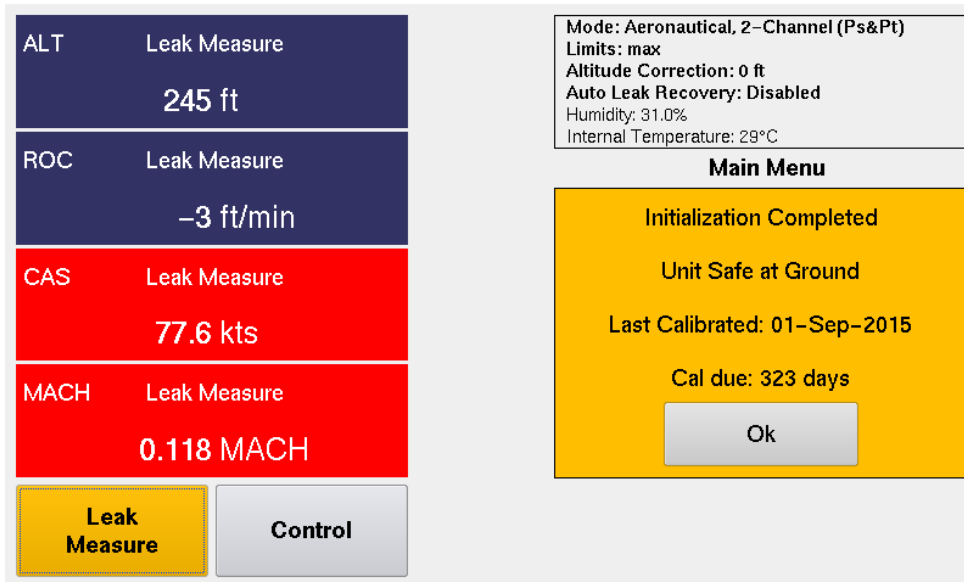 ALT Leak Measure
245 ft
ROC Leak Measure
−3 ft/min
CAS Leak Measure
77.6 kts
MACH Leak Measure
0.118 MACH
Leak
Measure
Control
Mode: Aeronautical, 2−Channel (Ps&Pt)
Limits: max
Altitude Correction: 0 ft
Auto Leak Recovery: Disabled
Humidity: 31.0%
Internal Temperature: 29°C
Main Menu
Initialization Completed
Unit Safe at Ground
Last Calibrated: 01−Sep−2015
Cal due: 323 days
Ok